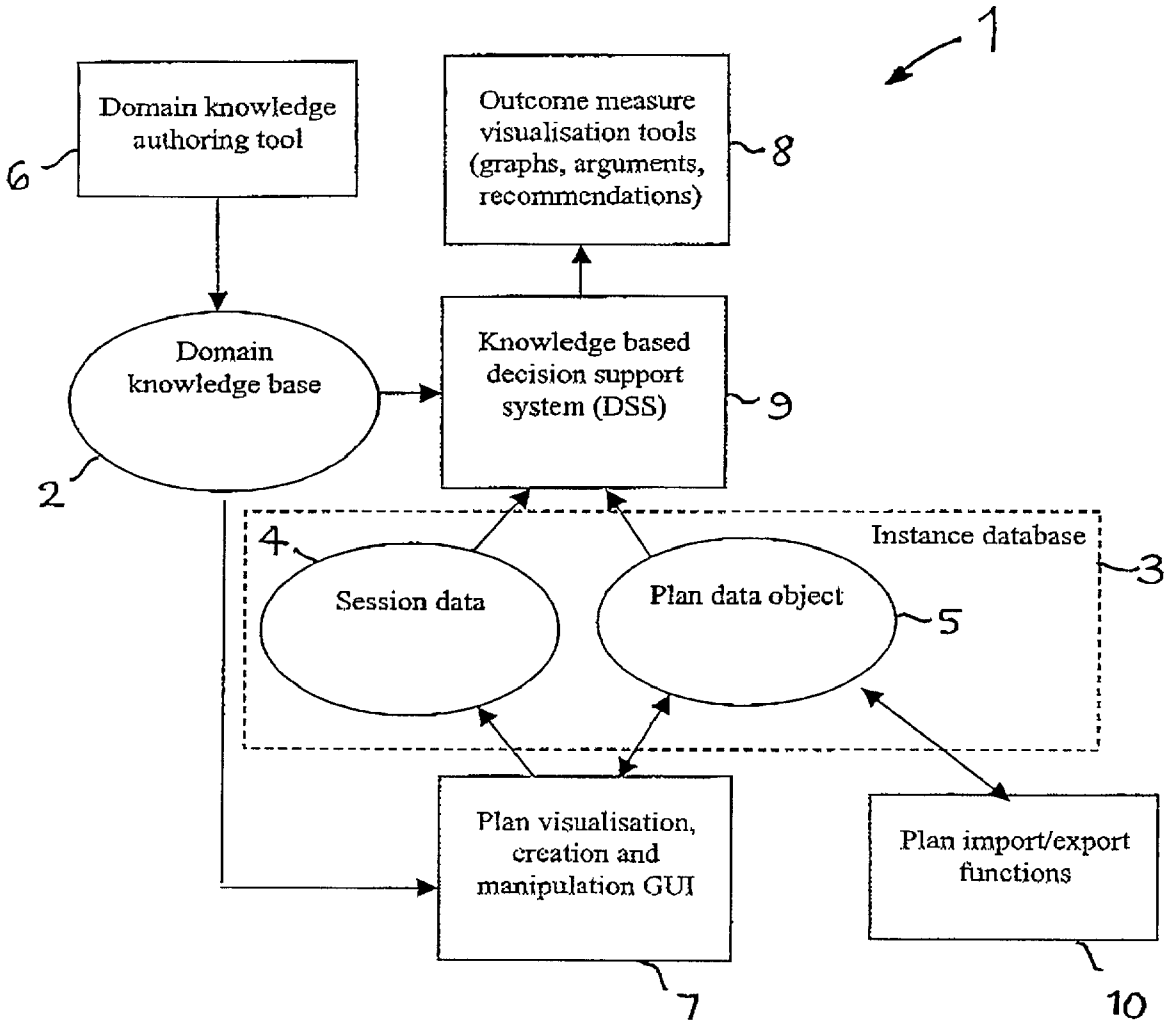 1
Domain knowledge
authoring tool
6
Outcome measure
visualisation tools
(graphs, arguments,
recommendations)
8
Domain
knowledge base
2
Knowledge based
decision support
system (DSS)
9
Instance database
3
4
Session data
Plan data object
5
Plan visualisation,
creation and
manipulation GUI
7
Plan import/export
functions
10